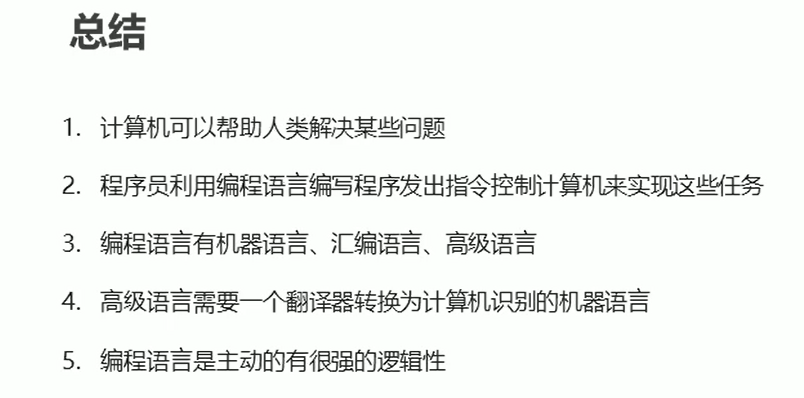 总结
1. 计算机可以帮助人类解决某些问题
2. 程序员利用编程语言编写程序发出指令控制计算机来实现这些任务
3. 编程语言有机器语言、汇编语言、高级语言
4. 高级语言需要一个翻译器转换为计算机识别的机器语言
5. 编程语言是主动的有很强的逻辑性